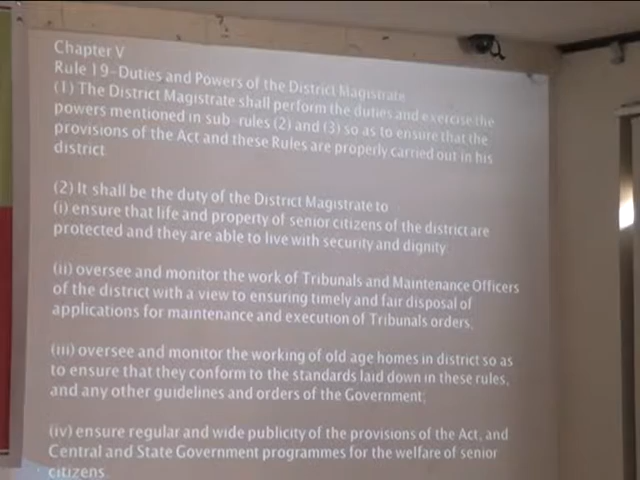 Chapter V
Rule 19-Duties and Powers of the District Magistrate
(1) The District Magistrate shall perform the duties and exercise the
powers mentioned in sub-rules (2) and (3) so as to ensure that the
provisions of the Act and these Rules are properly carried out in his
district.
(2) It shall be the duty of the District Magistrate to
(i) ensure that life and property of senior citizens of the district are
protected and they are able to live with security and dignity;
(ii) oversee and monitor the work of Tribunals and Maintenance Officers
of the district with a view to ensuring timely and fair disposal of
applications for maintenance and execution of Tribunals orders;
(iii) oversee and monitor the working of old age homes in district so as
to ensure that they conform to the standards laid down in these rules,
and any other guidelines and orders of the Government;
(iv) ensure regular and wide publicity of the provisions of the Act, and
Central and State Government programmes for the welfare of senior
citizens